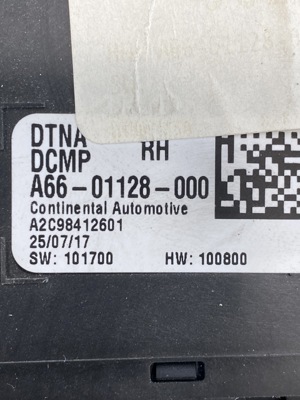 DTNA RH
DCMP
A66-01128-000
Continental Automotive
A2C98412601
25/07/17
SW: 101700 HW: 100800